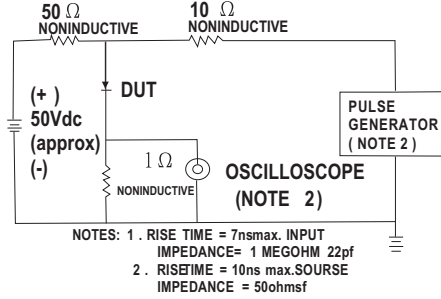 50 Ω
NONINDUCTIVE
10 Ω
NONINDUCTIVE
(+ )
50Vdc
(approx)
(-)
DUT
1 Ω
NONINDUCTIVE
OSCILLOSCOPE
(NOTE 2)
PULSE
GENERATOR
( NOTE 2 )
NOTES: 1 . RISE TIME = 7nsmax. INPUT
IMPEDANCE= 1 MEGOHM 22pf
2 . RISETIME = 10ns max.SOURSE
IMPEDANCE = 50ohmsf